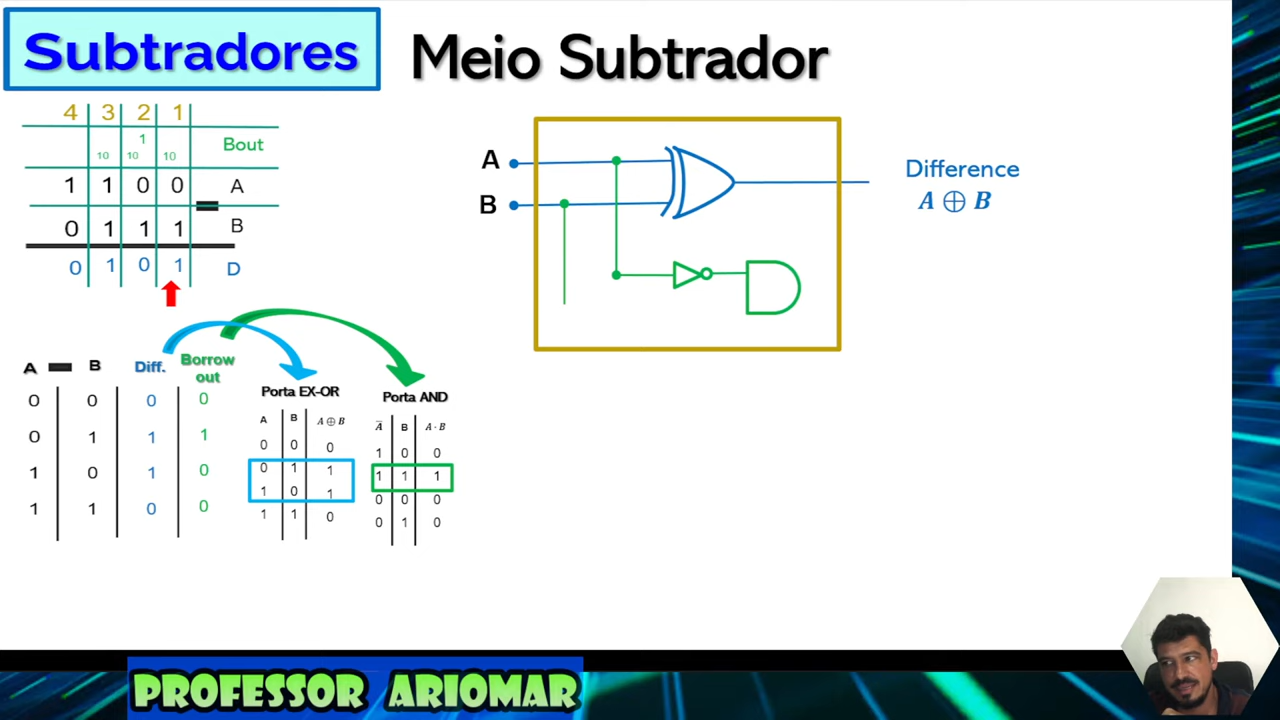 Subtradores
Meio Subtrador
4 3 2 1
1 Bout
10 10 10
1 1 0 0 A
0 1 1 1 B
0 1 0 1 D
A B Diff. Borrow out
0 0 0 0
0 1 1 1
1 0 1 0
1 1 0 0
Porta EX-OR
A B A ⊕ B
0 0 0
0 1 1
1 0 1
1 1 0
Porta AND
A̅ B A · B
1 0 0
1 1 1
0 0 0
0 1 0
A
B
Difference
A ⊕ B
PROFESSOR ARIOMAR